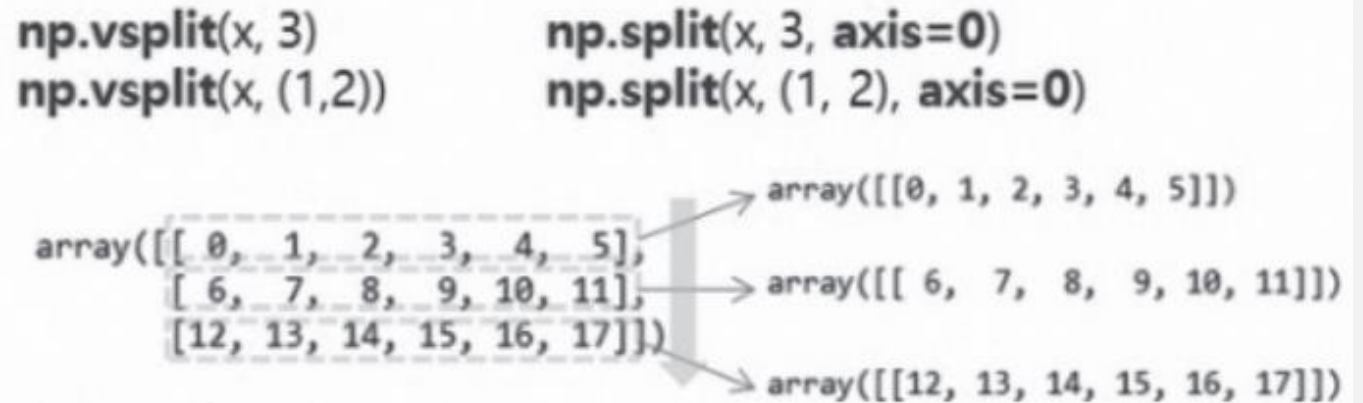 np.vsplit(x, 3)
np.vsplit(x, (1,2))
np.split(x, 3, axis=0)
np.split(x, (1, 2), axis=0)
array([[ 0, 1, 2, 3, 4, 5],
[ 6, 7, 8, 9, 10, 11],
[12, 13, 14, 15, 16, 17]])
array([[0, 1, 2, 3, 4, 5]])
array([[ 6, 7, 8, 9, 10, 11]])
array([[12, 13, 14, 15, 16, 17]])